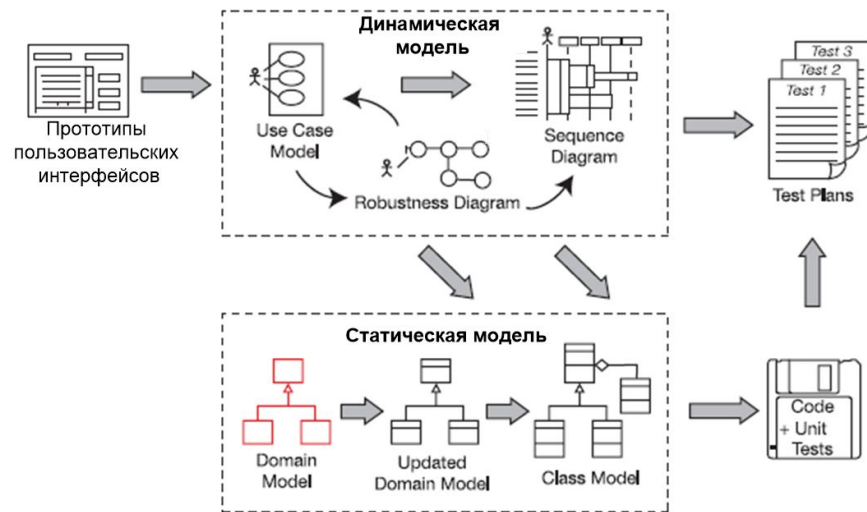 Динамическая
модель
Прототипы
пользовательских
интерфейсов
Use Case
Model
Robustness Diagram
Sequence
Diagram
Test 3
Test 2
Test 1
Test Plans
Статическая модель
Domain
Model
Updated
Domain Model
Class Model
Code
+ Unit
Tests